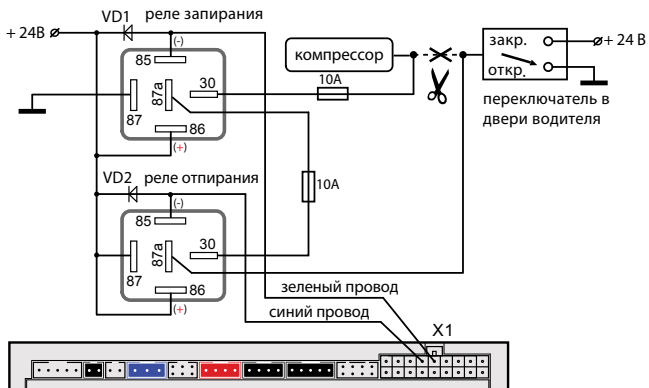 VD1 реле запирания
+ 24В
(-)
85
30
87а
87
86
(+)
компрессор
10А
закр.
откр.
+ 24 В
переключатель в
двери водителя
10А
VD2 реле отпирания
(-)
85
30
87а
87
86
(+)
зеленый провод
синий провод
X1